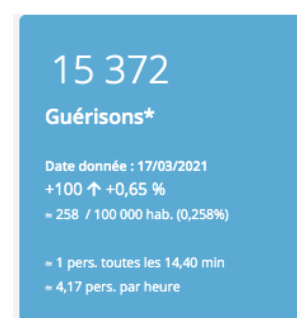 15 372
Guérisons*
Date donnée : 17/03/2021
+100 ↑ +0,65 %
≈ 258 / 100 000 hab. (0,258%)
≈ 1 pers. toutes les 14,40 min
≈ 4,17 pers. par heure